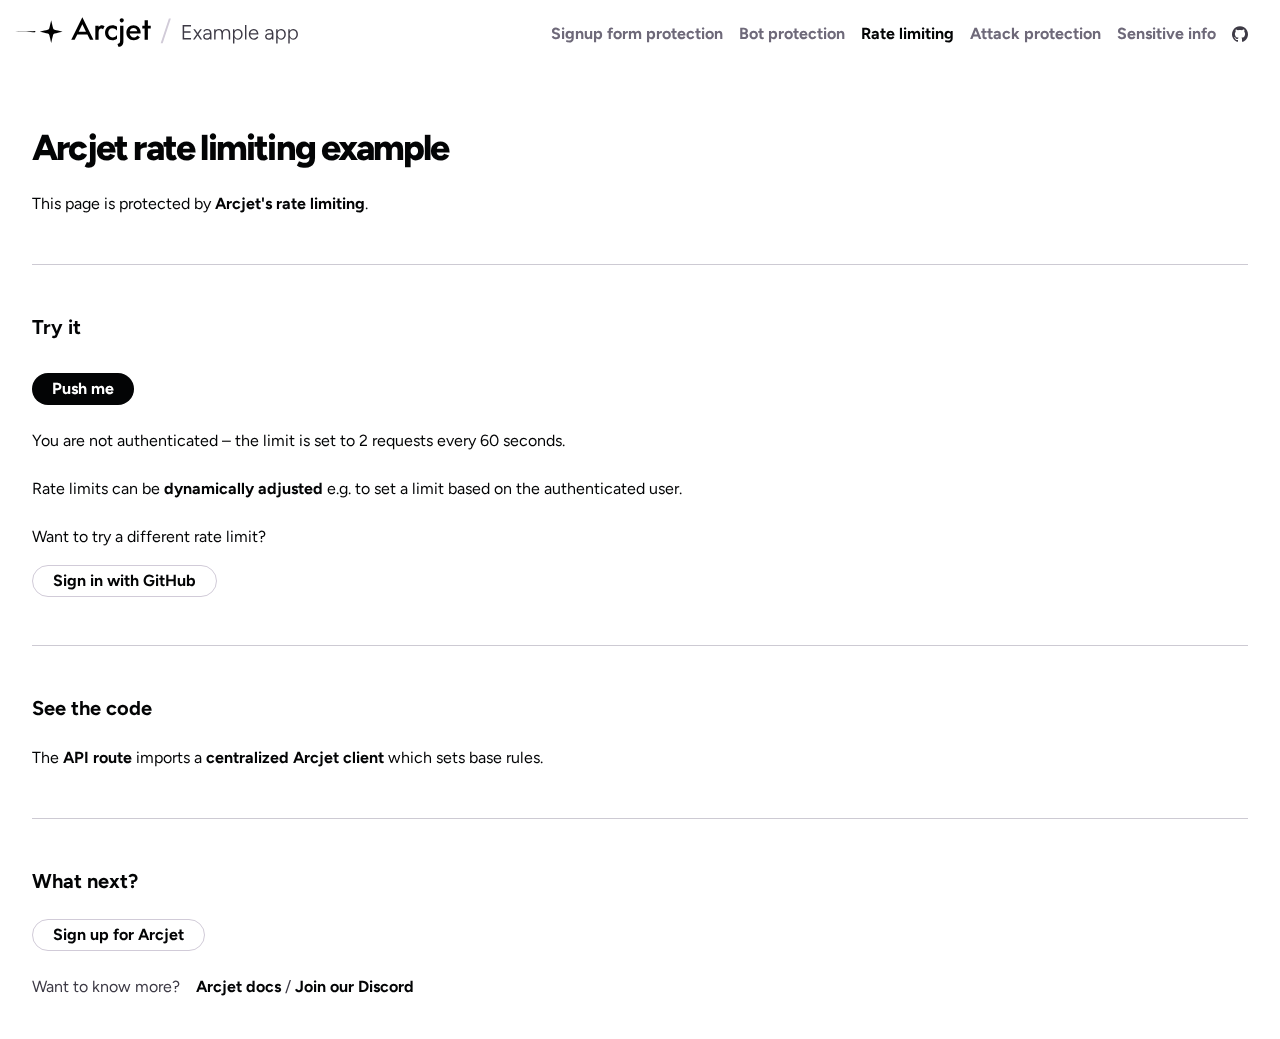 Arcjet / Example app
Signup form protection Bot protection Rate limiting Attack protection Sensitive info
Arcjet rate limiting example
This page is protected by Arcjet's rate limiting.
Try it
Push me
You are not authenticated – the limit is set to 2 requests every 60 seconds.
Rate limits can be dynamically adjusted e.g. to set a limit based on the authenticated user.
Want to try a different rate limit?
Sign in with GitHub
See the code
The API route imports a centralized Arcjet client which sets base rules.
What next?
Sign up for Arcjet
Want to know more? Arcjet docs / Join our Discord